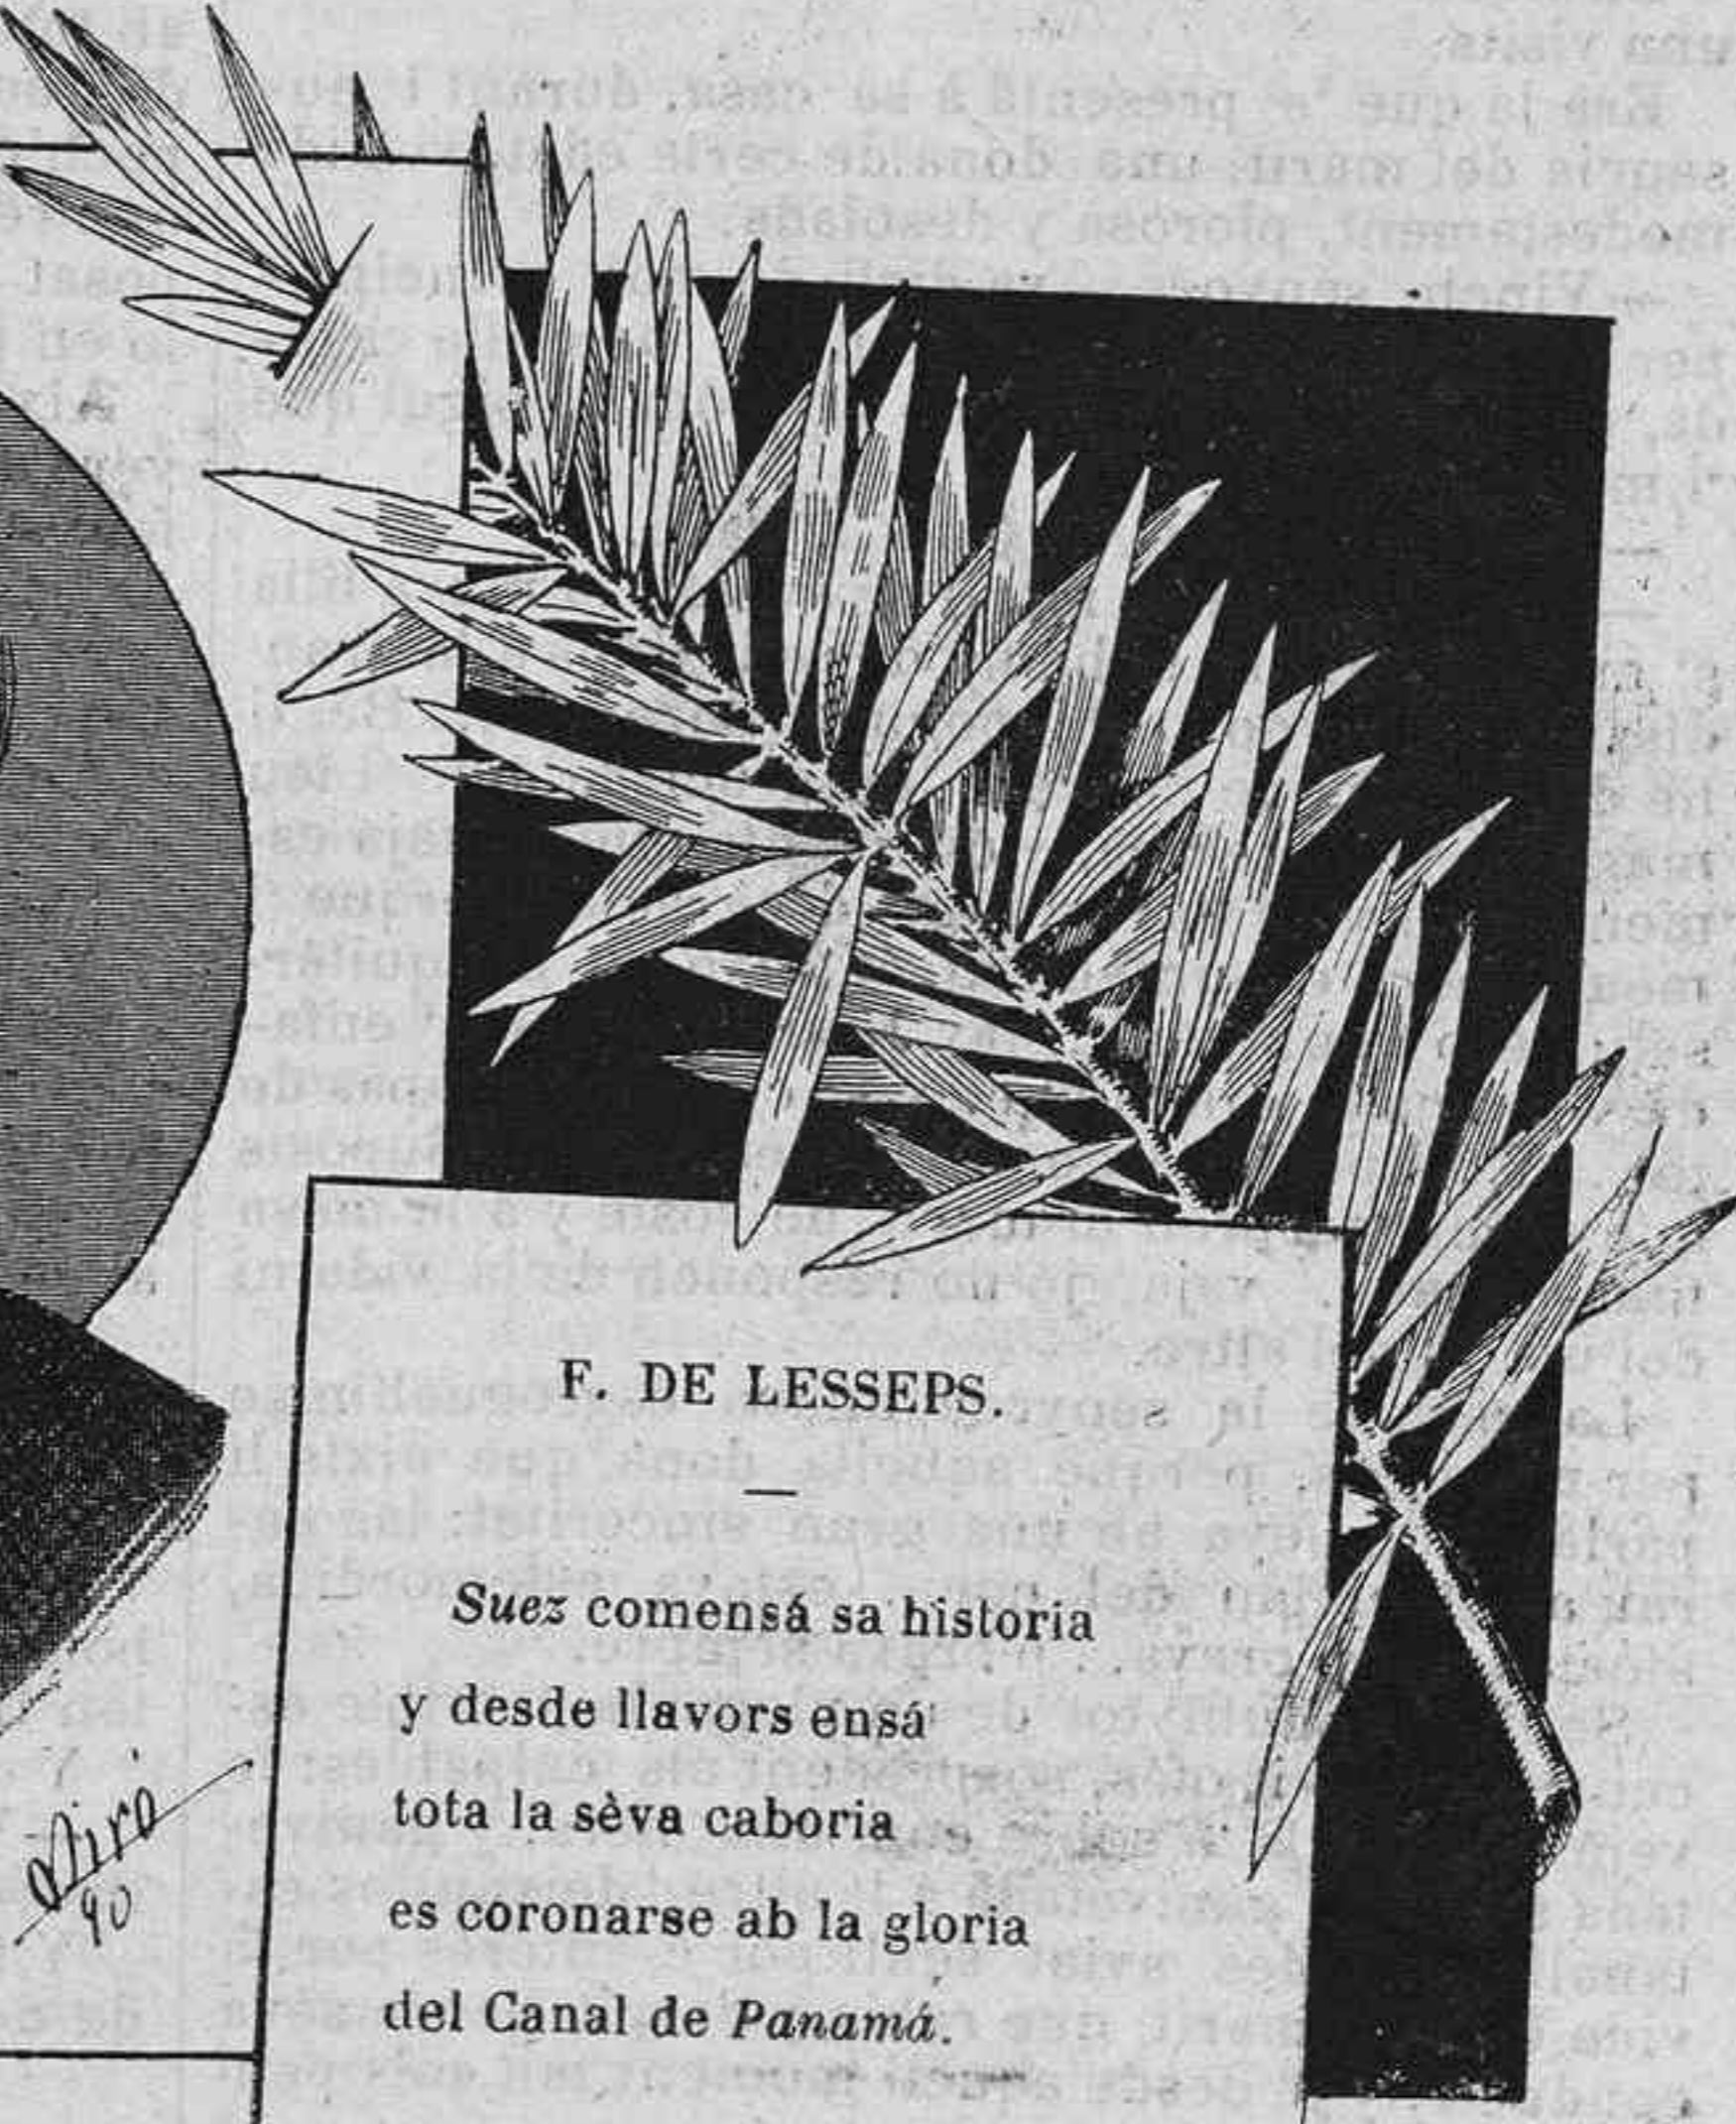 F. DE LESSEPS.
—
Suez comensá sa historia
y desde llavors ensá
tota la sèva caboria
es coronarse ab la gloria
del Canal de Panamá.
90